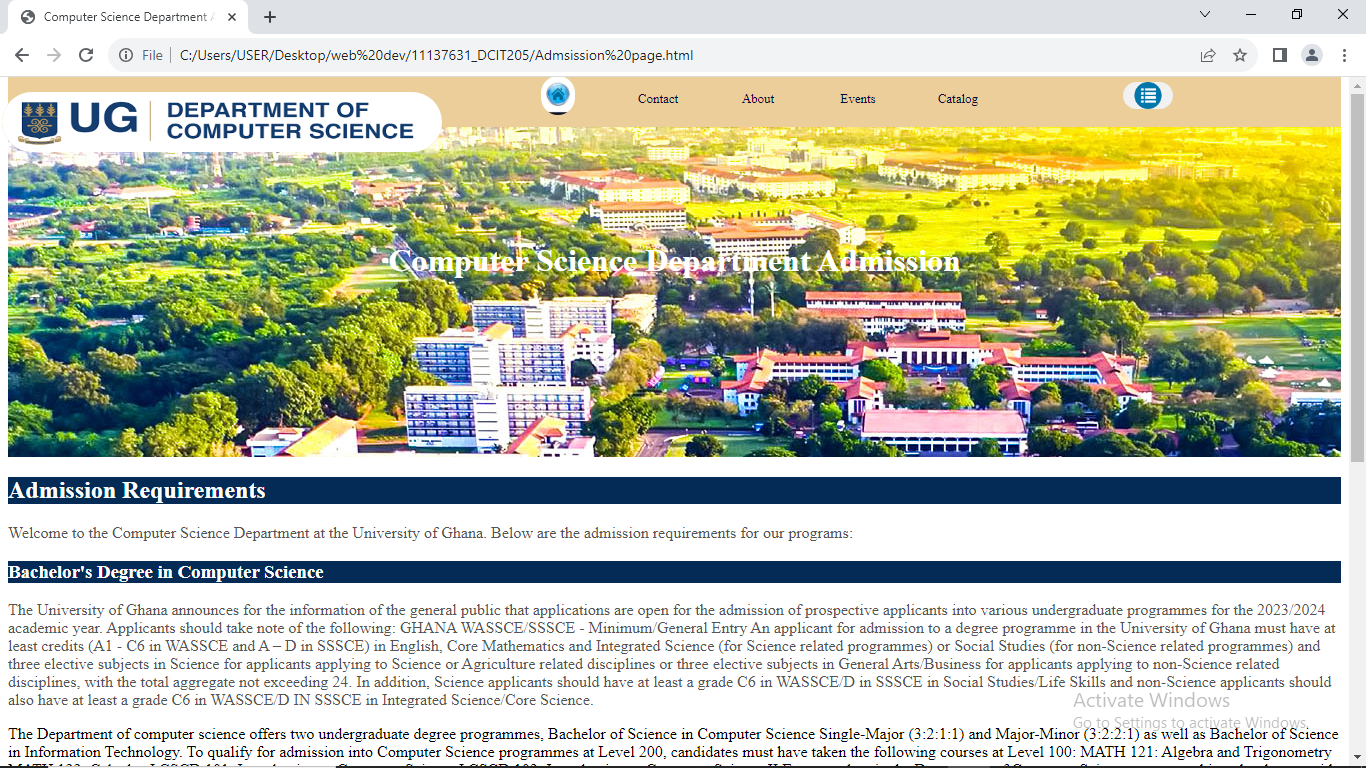 Computer Science Department A
File
C:/Users/USER/Desktop/web%20dev/11137631_DCIT205/Admsission%20page.html
UG
DEPARTMENT OF
COMPUTER SCIENCE
Contact
About
Events
Catalog
Computer Science Department Admission
Admission Requirements
Welcome to the Computer Science Department at the University of Ghana. Below are the admission requirements for our programs:
Bachelor's Degree in Computer Science
The University of Ghana announces for the information of the general public that applications are open for the admission of prospective applicants into various undergraduate programmes for the 2023/2024
academic year. Applicants should take note of the following: GHANA WASSCE/SSSCE - Minimum/General Entry An applicant for admission to a degree programme in the University of Ghana must have at
least credits (A1 - C6 in WASSCE and A – D in SSSCE) in English, Core Mathematics and Integrated Science (for Science related programmes) or Social Studies (for non-Science related programmes) and
three elective subjects in Science for applicants applying to Science or Agriculture related disciplines or three elective subjects in General Arts/Business for applicants applying to non-Science related
disciplines, with the total aggregate not exceeding 24. In addition, Science applicants should have at least a grade C6 in WASSCE/D in SSSCE in Social Studies/Life Skills and non-Science applicants should
also have at least a grade C6 in WASSCE/D IN SSSCE in Integrated Science/Core Science.
Activate Windows
Go to Settings to activate Windows.
The Department of computer science offers two undergraduate degree programmes, Bachelor of Science in Computer Science Single-Major (3:2:1:1) and Major-Minor (3:2:2:1) as well as Bachelor of Science
in Information Technology. To qualify for admission into Computer Science programmes at Level 200, candidates must have taken the following courses at Level 100: MATH 121: Algebra and Trigonometry